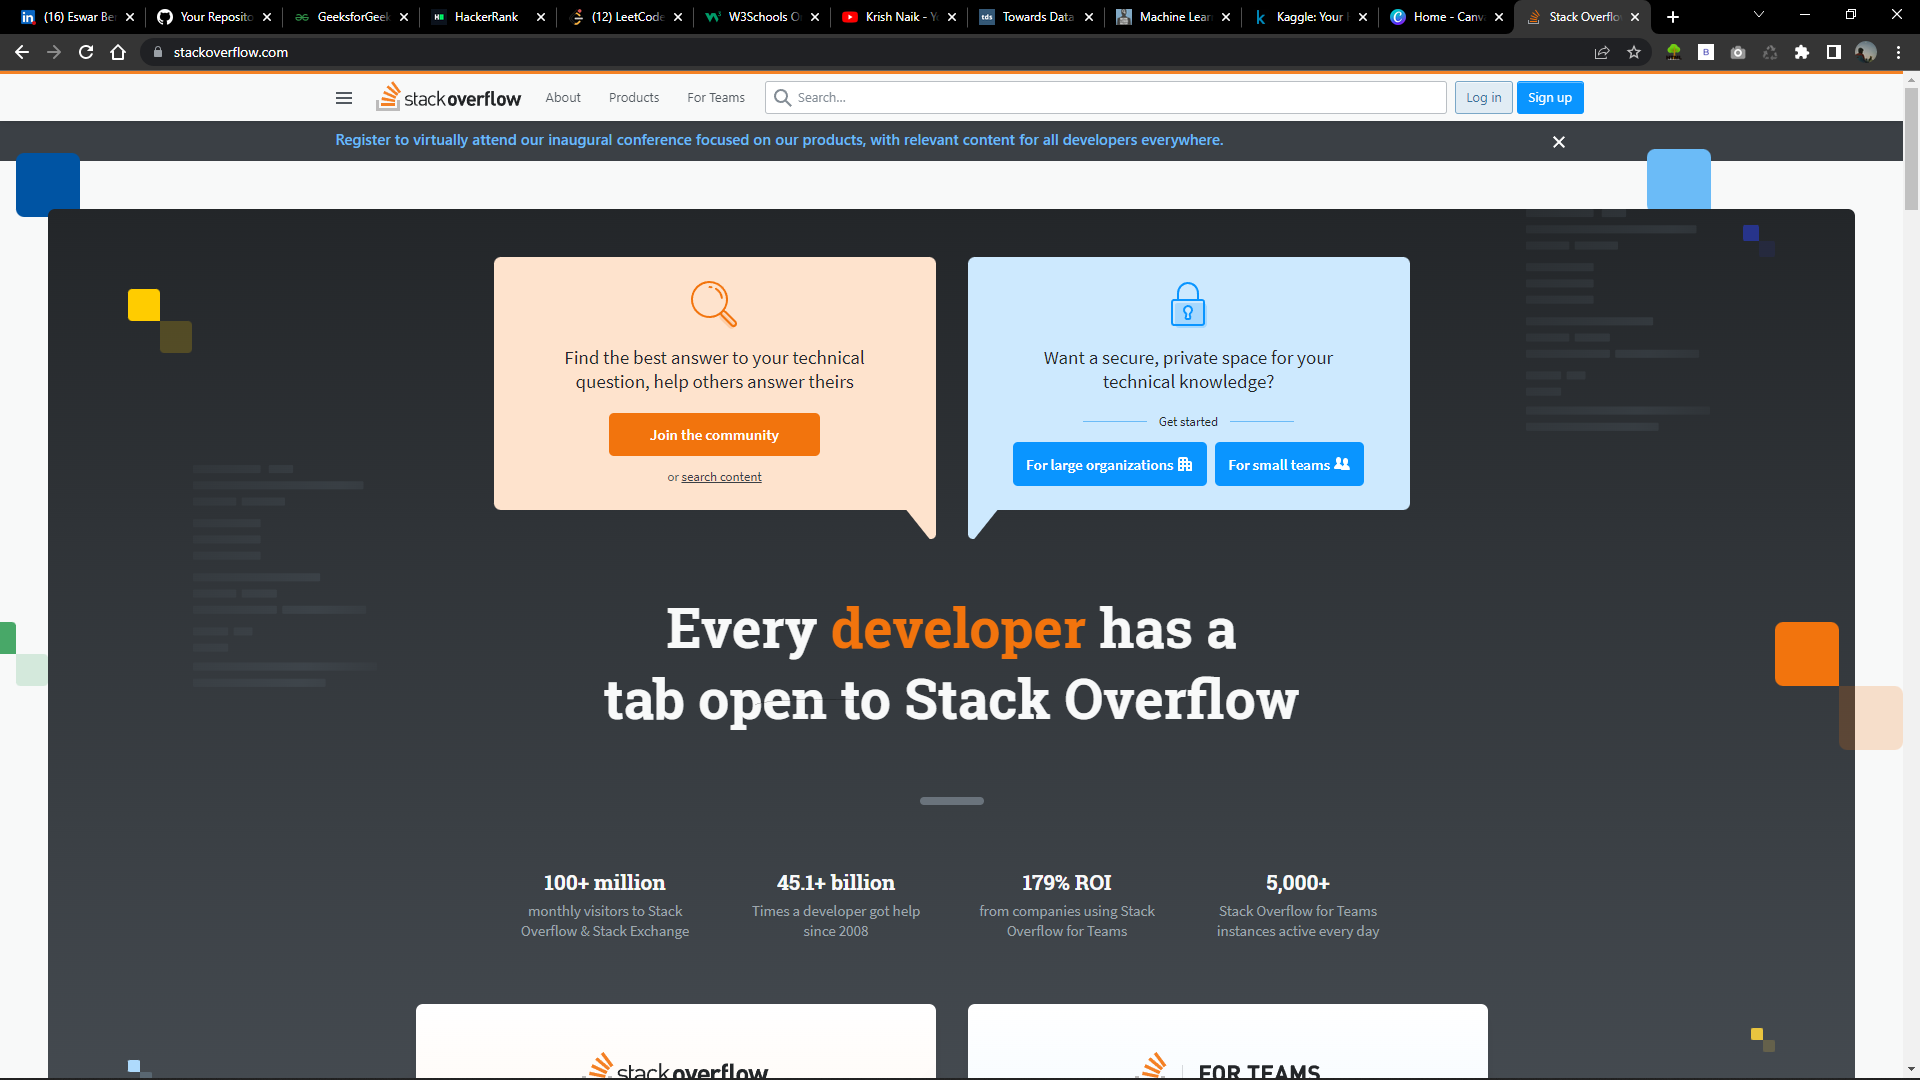 (16) Eswar Be
Your Reposito
GeeksforGeek
HackerRank
(12) LeetCode
W3Schools O
Krish Naik - Y
Towards Data
Machine Lear
Kaggle: Your
Home - Canv
Stack Overflo
stackoverflow.com
stackoverflow
About
Products
For Teams
Search...
Log in
Sign up
Register to virtually attend our inaugural conference focused on our products, with relevant content for all developers everywhere.
Find the best answer to your technical
question, help others answer theirs
Join the community
or search content
Want a secure, private space for your
technical knowledge?
Get started
For large organizations
For small teams
Every developer has a
tab open to Stack Overflow
100+ million
monthly visitors to Stack
Overflow & Stack Exchange
45.1+ billion
Times a developer got help
since 2008
179% ROI
from companies using Stack
Overflow for Teams
5,000+
Stack Overflow for Teams
instances active every day
stackoverflow
FOR TEAMS